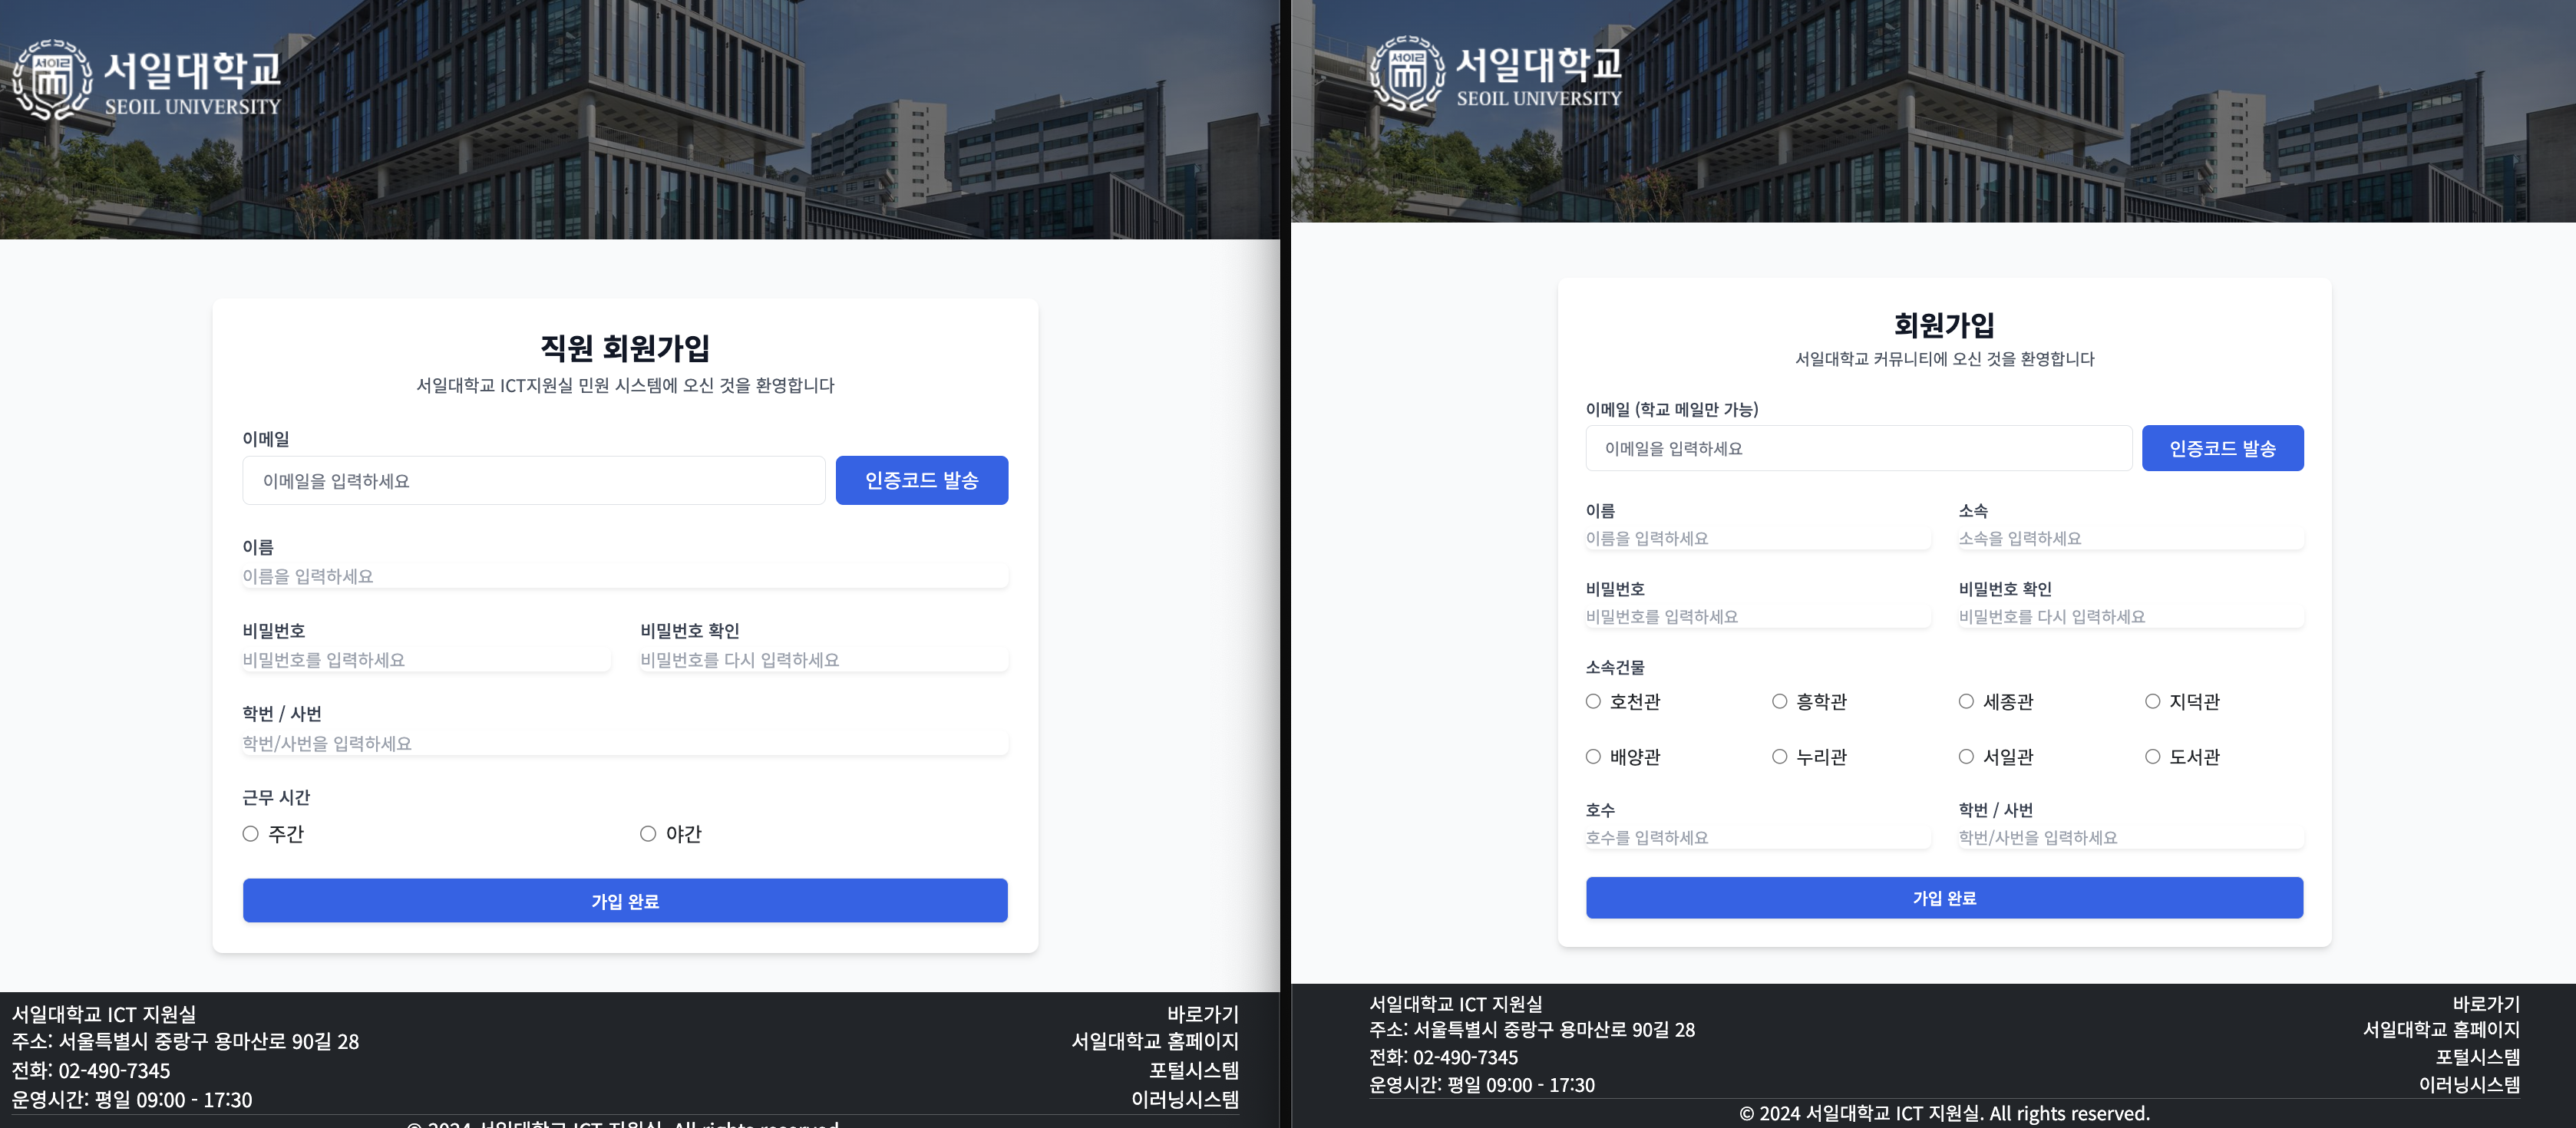 서이르
서일대학교
SEOIL UNIVERSITY
직원 회원가입
서일대학교 ICT지원실 민원 시스템에 오신 것을 환영합니다
이메일
이메일을 입력하세요
인증코드 발송
이름
이름을 입력하세요
비밀번호 비밀번호 확인
비밀번호를 입력하세요 비밀번호를 다시 입력하세요
학번 / 사번
학번/사번을 입력하세요
근무 시간
주간 야간
가입 완료
서일대학교 ICT 지원실 바로가기
주소: 서울특별시 중랑구 용마산로 90길 28 서일대학교 홈페이지
전화: 02-490-7345 포털시스템
운영시간: 평일 09:00 - 17:30 이러닝시스템
© 2024 서일대학교 ICT 지원실. All rights reserved.
서이르
서일대학교
SEOIL UNIVERSITY
회원가입
서일대학교 커뮤니티에 오신 것을 환영합니다
이메일 (학교 메일만 가능)
이메일을 입력하세요
인증코드 발송
이름 소속
이름을 입력하세요 소속을 입력하세요
비밀번호 비밀번호 확인
비밀번호를 입력하세요 비밀번호를 다시 입력하세요
소속건물
호천관 흥학관 세종관 지덕관
배양관 누리관 서일관 도서관
호수 학번 / 사번
호수를 입력하세요 학번/사번을 입력하세요
가입 완료
서일대학교 ICT 지원실 바로가기
주소: 서울특별시 중랑구 용마산로 90길 28 서일대학교 홈페이지
전화: 02-490-7345 포털시스템
운영시간: 평일 09:00 - 17:30 이러닝시스템
© 2024 서일대학교 ICT 지원실. All rights reserved.